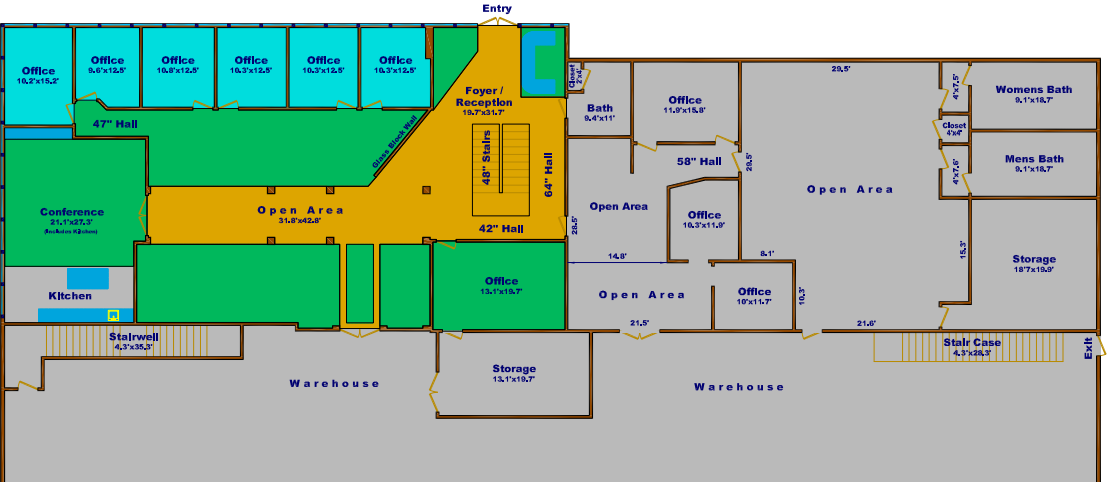 Entry
Office
10.2'x15.2'
Office
9.6'x12.5'
Office
10.8'x12.5'
Office
10.3'x12.5'
Office
10.3'x12.5'
Office
10.3'x12.5'
Foyer /
Reception
19.7'x31.7'
Closet
2'x4'
Bath
9.4'x11'
Office
11.9'x15.8'
29.5'
4'x7.5'
Womens Bath
9.1'x18.7'
47" Hall
Glass Block Wall
48" Stairs
64" Hall
58" Hall
29.5'
Closet
4'x4'
4'x7.6'
Mens Bath
9.1'x18.7'
Open Area
Conference
21.1'x27.3'
(Includes Kitchen)
Open Area
31.8'x42.8'
42" Hall
Open Area
28.5'
Office
10.3'x11.9'
14.8'
8.1'
15.3'
Storage
18'7x19.9'
Kitchen
Office
13.1'x19.7'
Open Area
Office
10'x11.7'
10.3'
21.5'
21.6'
Stairwell
4.3'x35.3'
Stair Case
4.3'x28.3'
Exit
Storage
13.1'x19.7'
Warehouse
Warehouse